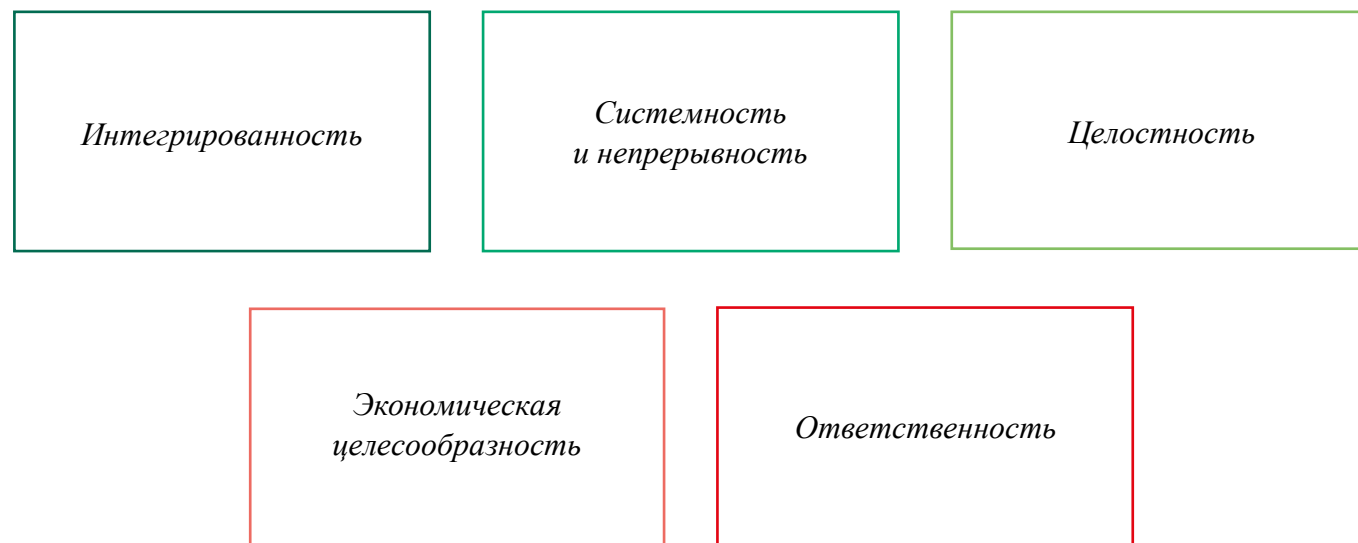 Интегрированность
Системность
и непрерывность
Целостность
Экономическая
целесообразность
Ответственность